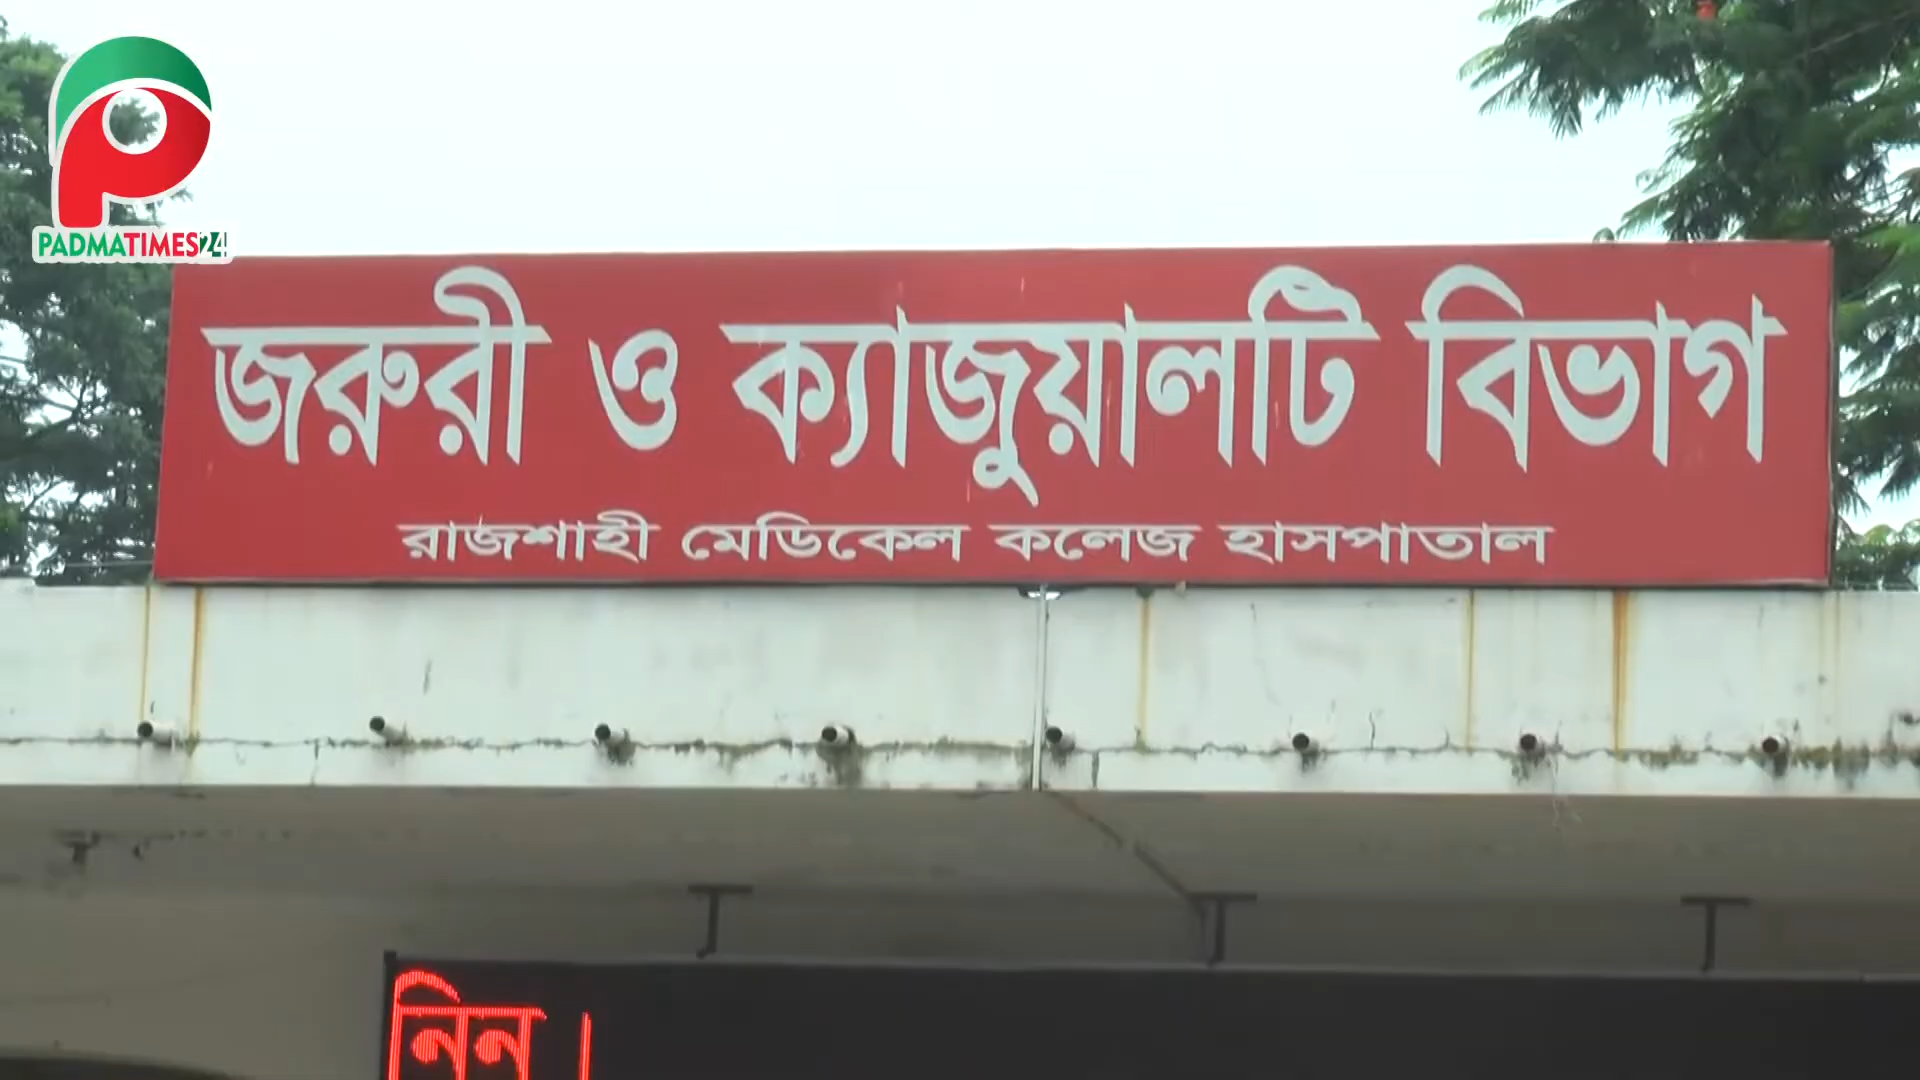 PADMATIMES24
জরুরী ও ক্যাজুয়ালটি বিভাগ
রাজশাহী মেডিকেল কলেজ হাসপাতাল
নিন।